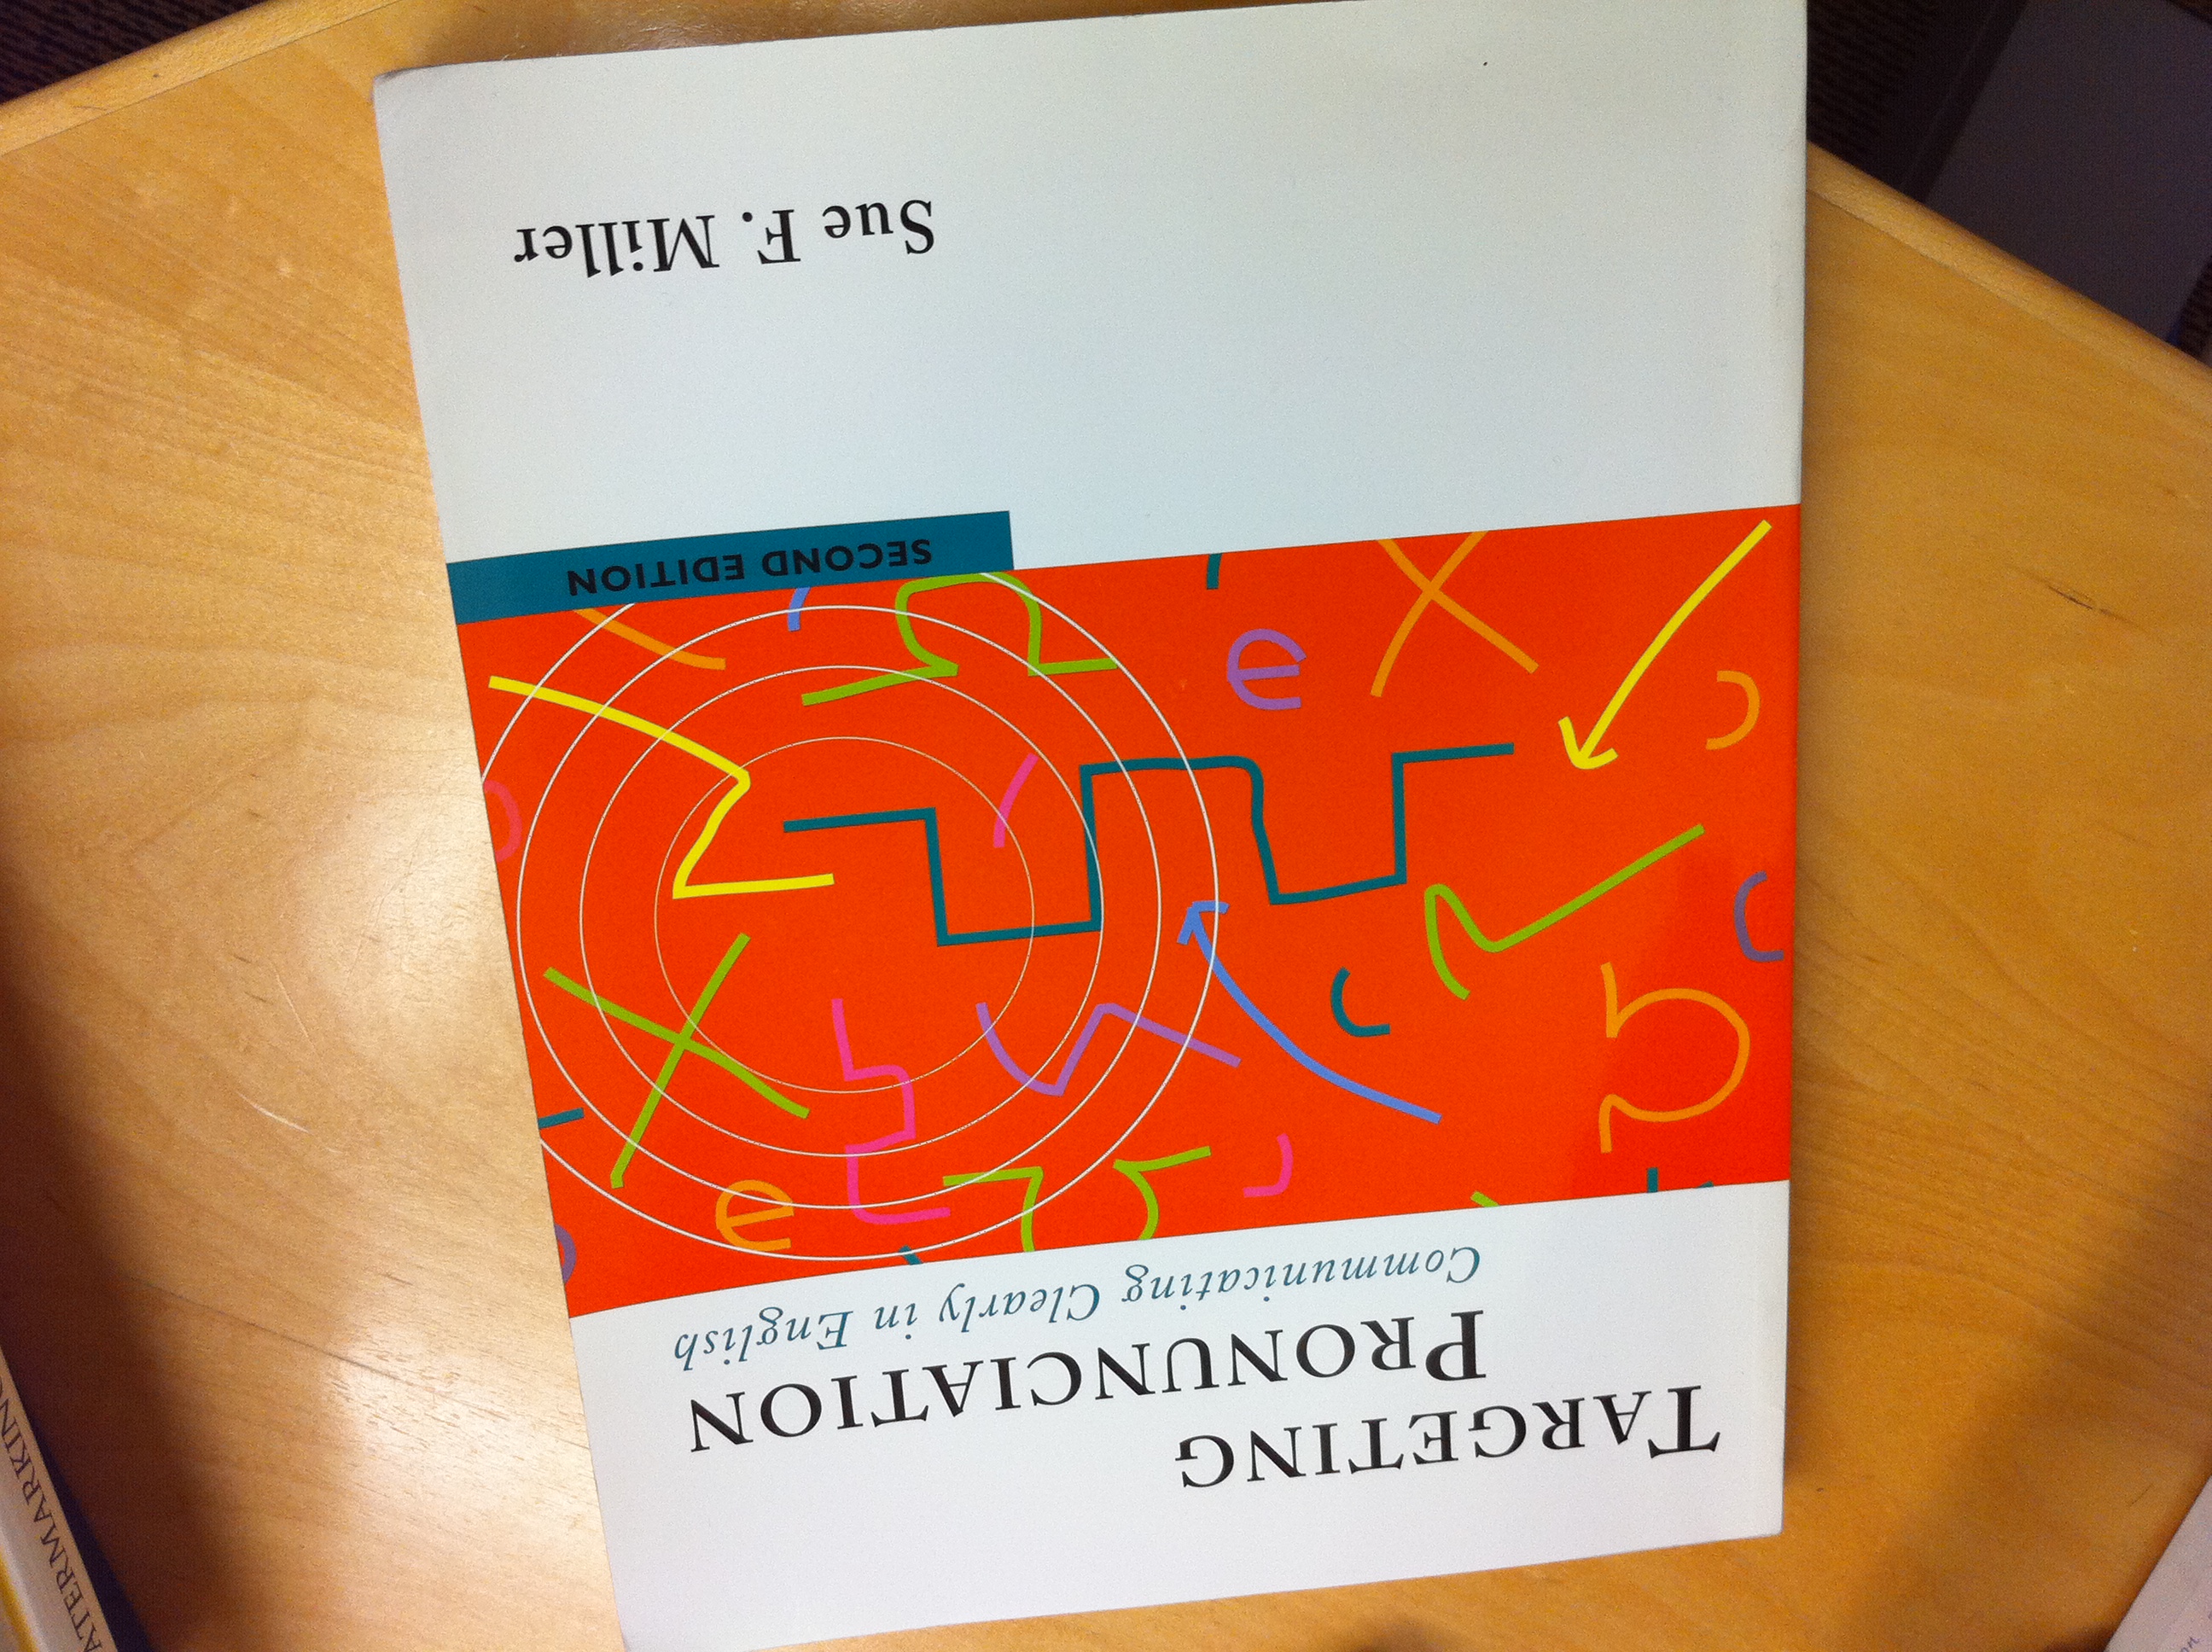 TARGETING
PRONUNCIATION
Communicating Clearly in English
SECOND EDITION
Sue F. Miller